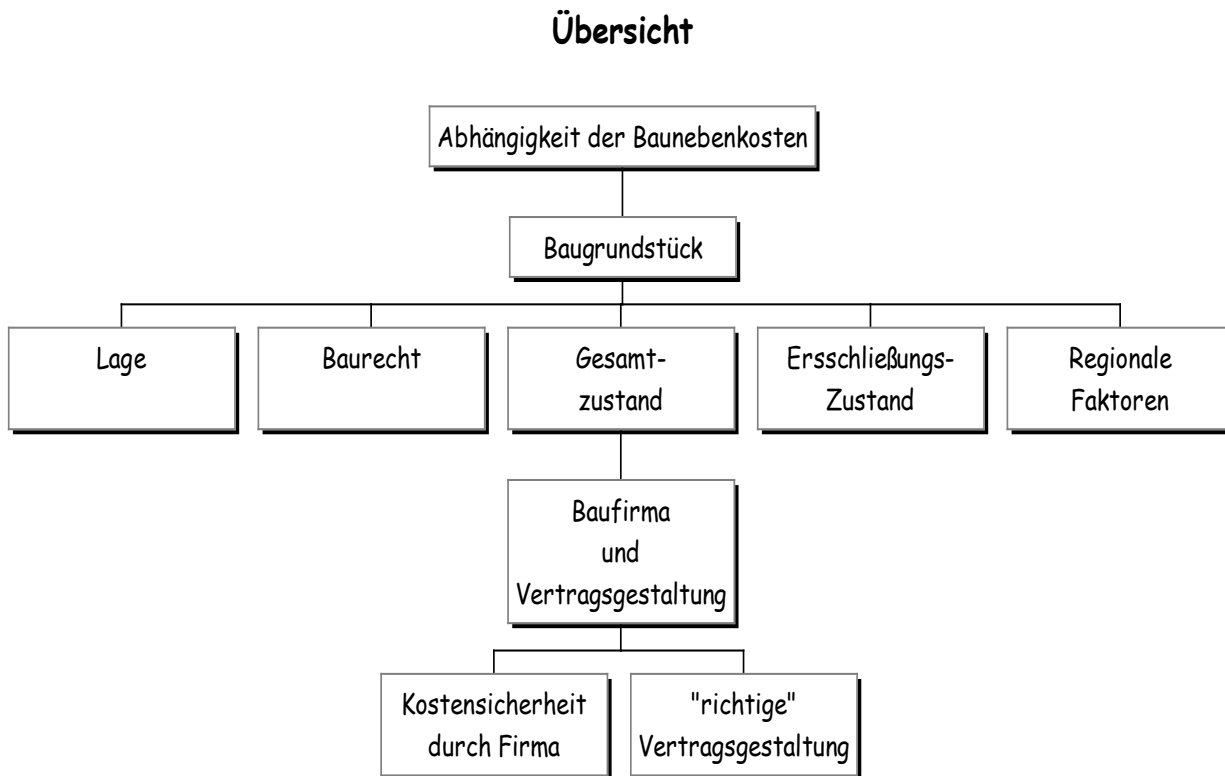 Übersicht
Abhängigkeit der Baunebenkosten
Baugrundstück
Lage
Baurecht
Gesamt-
zustand
Ersschließungs-
Zustand
Regionale
Faktoren
Baufirma
und
Vertragsgestaltung
Kostensicherheit
durch Firma
"richtige"
Vertragsgestaltung